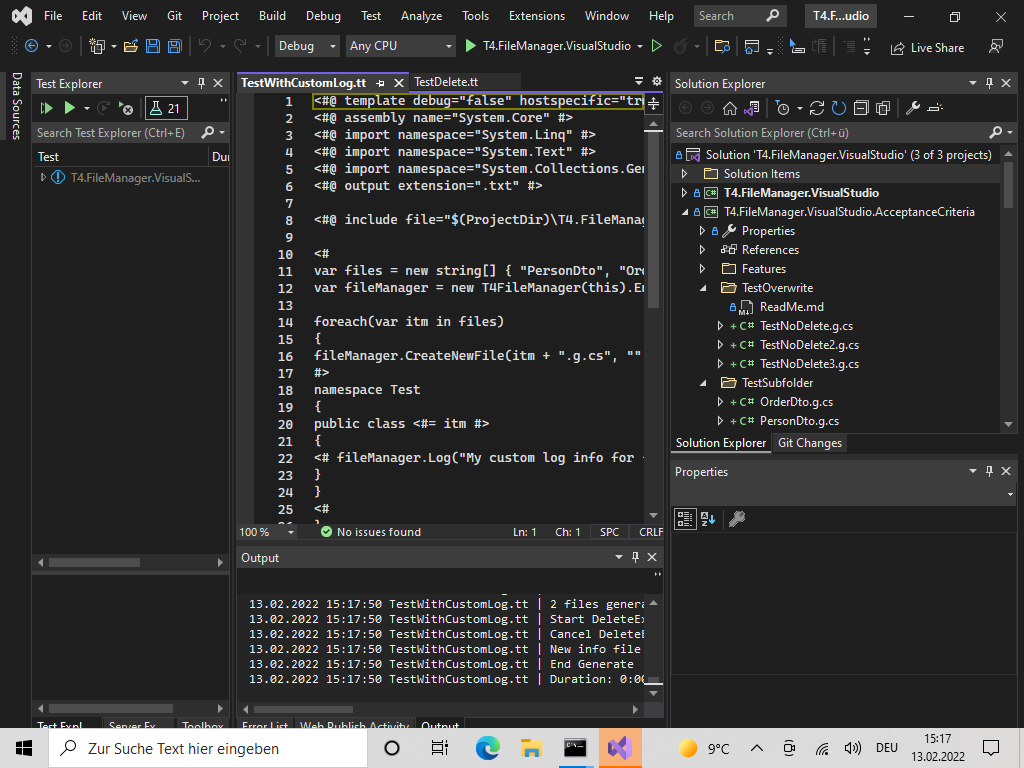 File Edit View Git Project Build Debug Test Analyze Tools Extensions Window Help Search T4.F...udio
Debug Any CPU T4.FileManager.VisualStudio Live Share
Data Sources
Test Explorer
21
Search Test Explorer (Ctrl+E)
Test Dur
T4.FileManager.VisualS...
Test Expl... Server Ex... Toolbox
TestWithCustomLog.tt TestDelete.tt
1 <#@ template debug="false" hostspecific="tr
2 <#@ assembly name="System.Core" #>
3 <#@ import namespace="System.Linq" #>
4 <#@ import namespace="System.Text" #>
5 <#@ import namespace="System.Collections.Gen
6 <#@ output extension=".txt" #>
7
8 <#@ include file="$(ProjectDir)\T4.FileManag
9
10 <#
11 var files = new string[] { "PersonDto", "Or
12 var fileManager = new T4FileManager(this).En
13
14 foreach(var itm in files)
15 {
16 fileManager.CreateNewFile(itm + ".g.cs", ""
17 #>
18 namespace Test
19 {
20 public class <#= itm #>
21 {
22 <# fileManager.Log("My custom log info for
23 }
24 }
25 <#
26 }
100 % No issues found Ln: 1 Ch: 1 SPC CRLF
Output
13.02.2022 15:17:50 TestWithCustomLog.tt | 2 files genera
13.02.2022 15:17:50 TestWithCustomLog.tt | Start DeleteEx
13.02.2022 15:17:50 TestWithCustomLog.tt | Cancel DeleteE
13.02.2022 15:17:50 TestWithCustomLog.tt | New info file
13.02.2022 15:17:50 TestWithCustomLog.tt | End Generate
13.02.2022 15:17:50 TestWithCustomLog.tt | Duration: 0:00
Error List Web Publish Activity Output
Solution Explorer
Search Solution Explorer (Ctrl+ü)
Solution 'T4.FileManager.VisualStudio' (3 of 3 projects)
Solution Items
C# T4.FileManager.VisualStudio
C# T4.FileManager.VisualStudio.AcceptanceCriteria
Properties
References
Features
TestOverwrite
ReadMe.md
+ C# TestNoDelete.g.cs
+ C# TestNoDelete2.g.cs
+ C# TestNoDelete3.g.cs
TestSubfolder
+ C# OrderDto.g.cs
+ C# PersonDto.g.cs
Solution Explorer Git Changes
Properties
Zur Suche Text hier eingeben
9°C DEU
15:17
13.02.2022